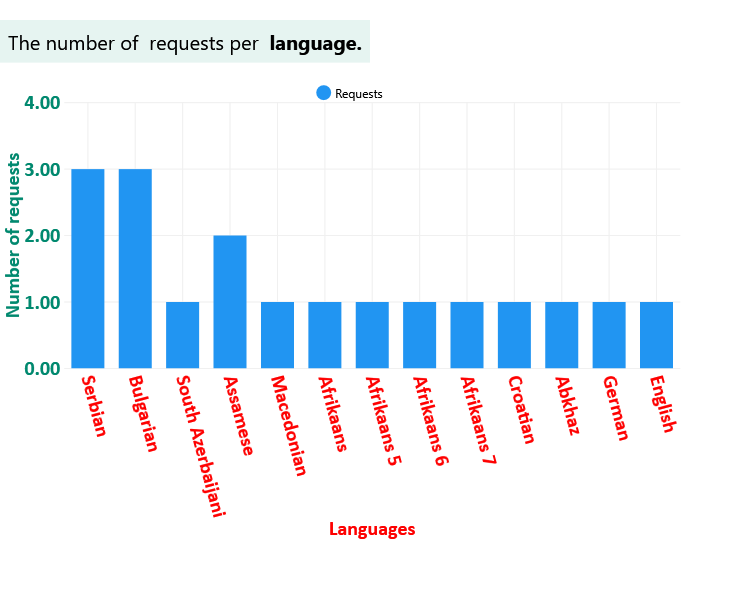 The number of  requests per  language.
Requests
4.00
3.00
2.00
1.00
0.00
Number of requests
Serbian
Bulgarian
South Azerbaijani
Assamese
Macedonian
Afrikaans
Afrikaans 5
Afrikaans 6
Afrikaans 7
Croatian
Abkhaz
German
English
Languages